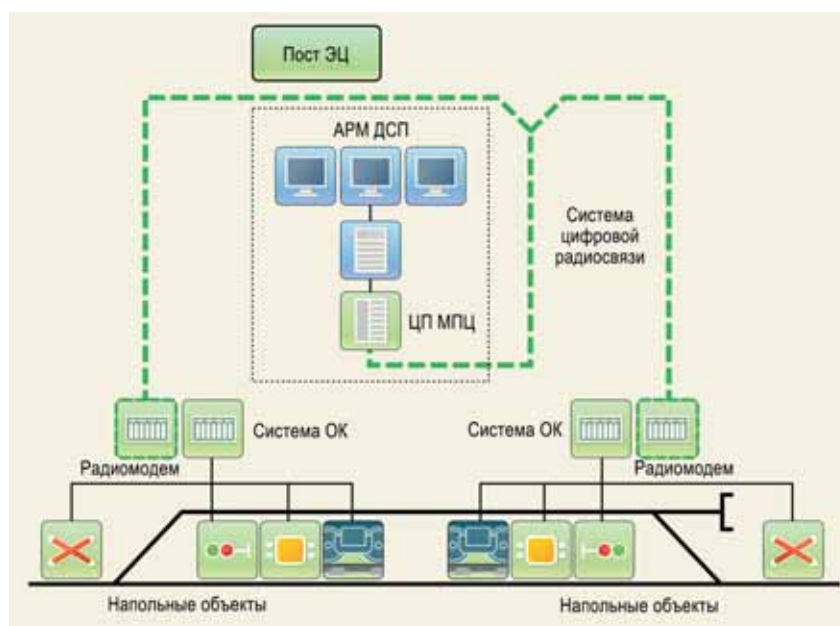 Пост ЭЦ
АРМ ДСП
Система
цифровой
радиосвязи
ЦП МПЦ
Система ОК
Система ОК
Радиомодем
Радиомодем
Напольные объекты
Напольные объекты